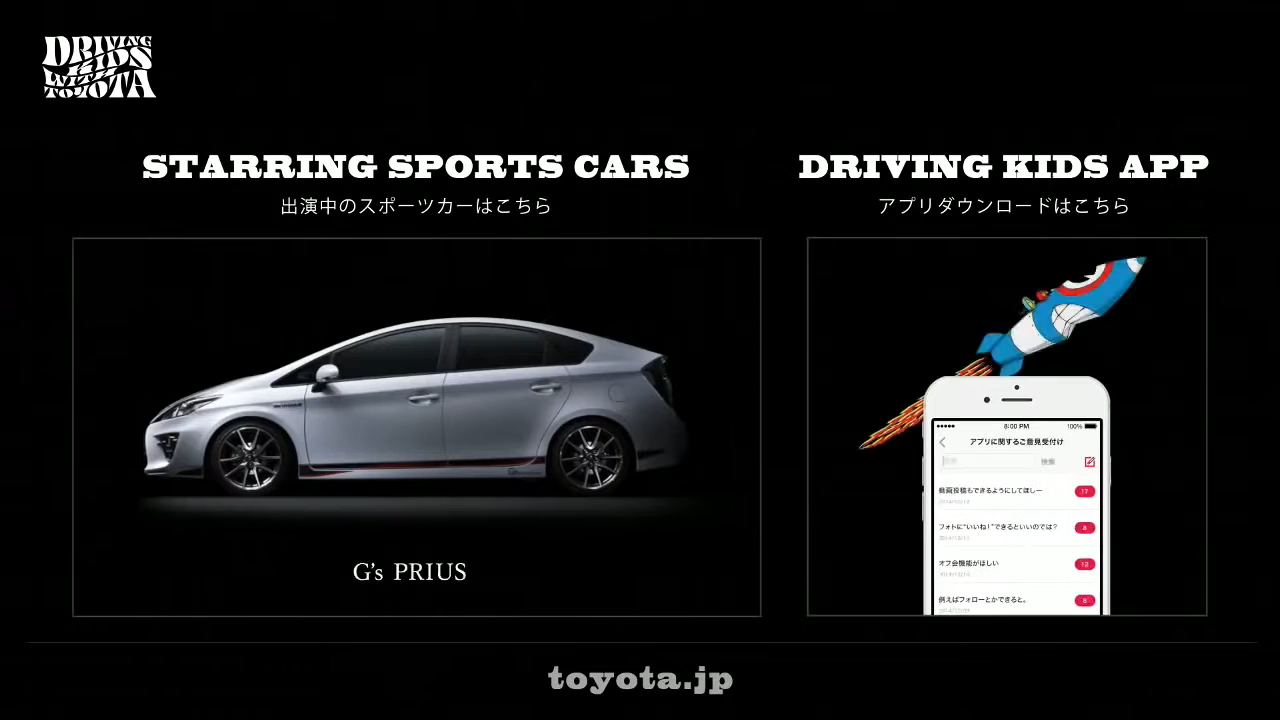 DRIVING
KIDS
WITH
TOYOTA
STARRING SPORTS CARS
出演中のスポーツカーはこちら
G's PRIUS
DRIVING KIDS APP
アプリダウンロードはこちら
8:00 PM
100%
アプリに関するご意見受付け
検索
動画投稿もできるようにしてほしー
17
フォトに"いいね!"できるといいのでは?
8
オフ会機能がほしい
12
例えばフォローとかできると。
toyota.jp